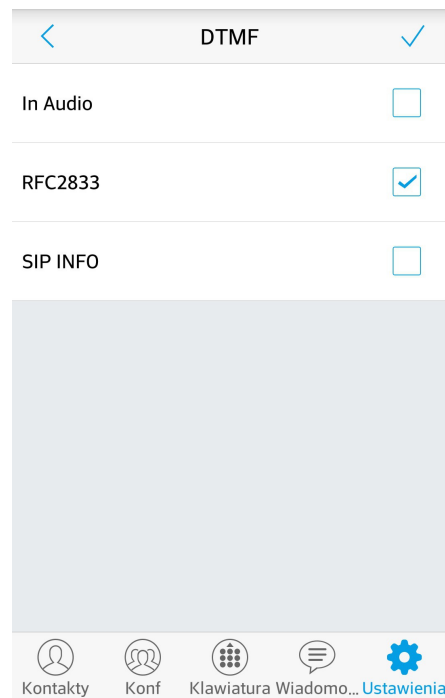 DTMF
In Audio
RFC2833
SIP INFO
Kontakty Konf Klawiatura Wiadomo... Ustawienia